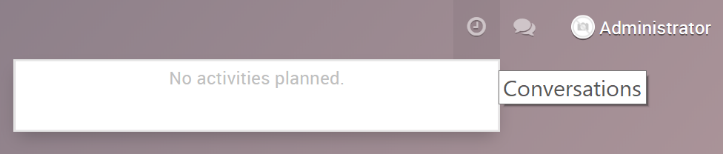 Administrator
No activities planned.
Conversations